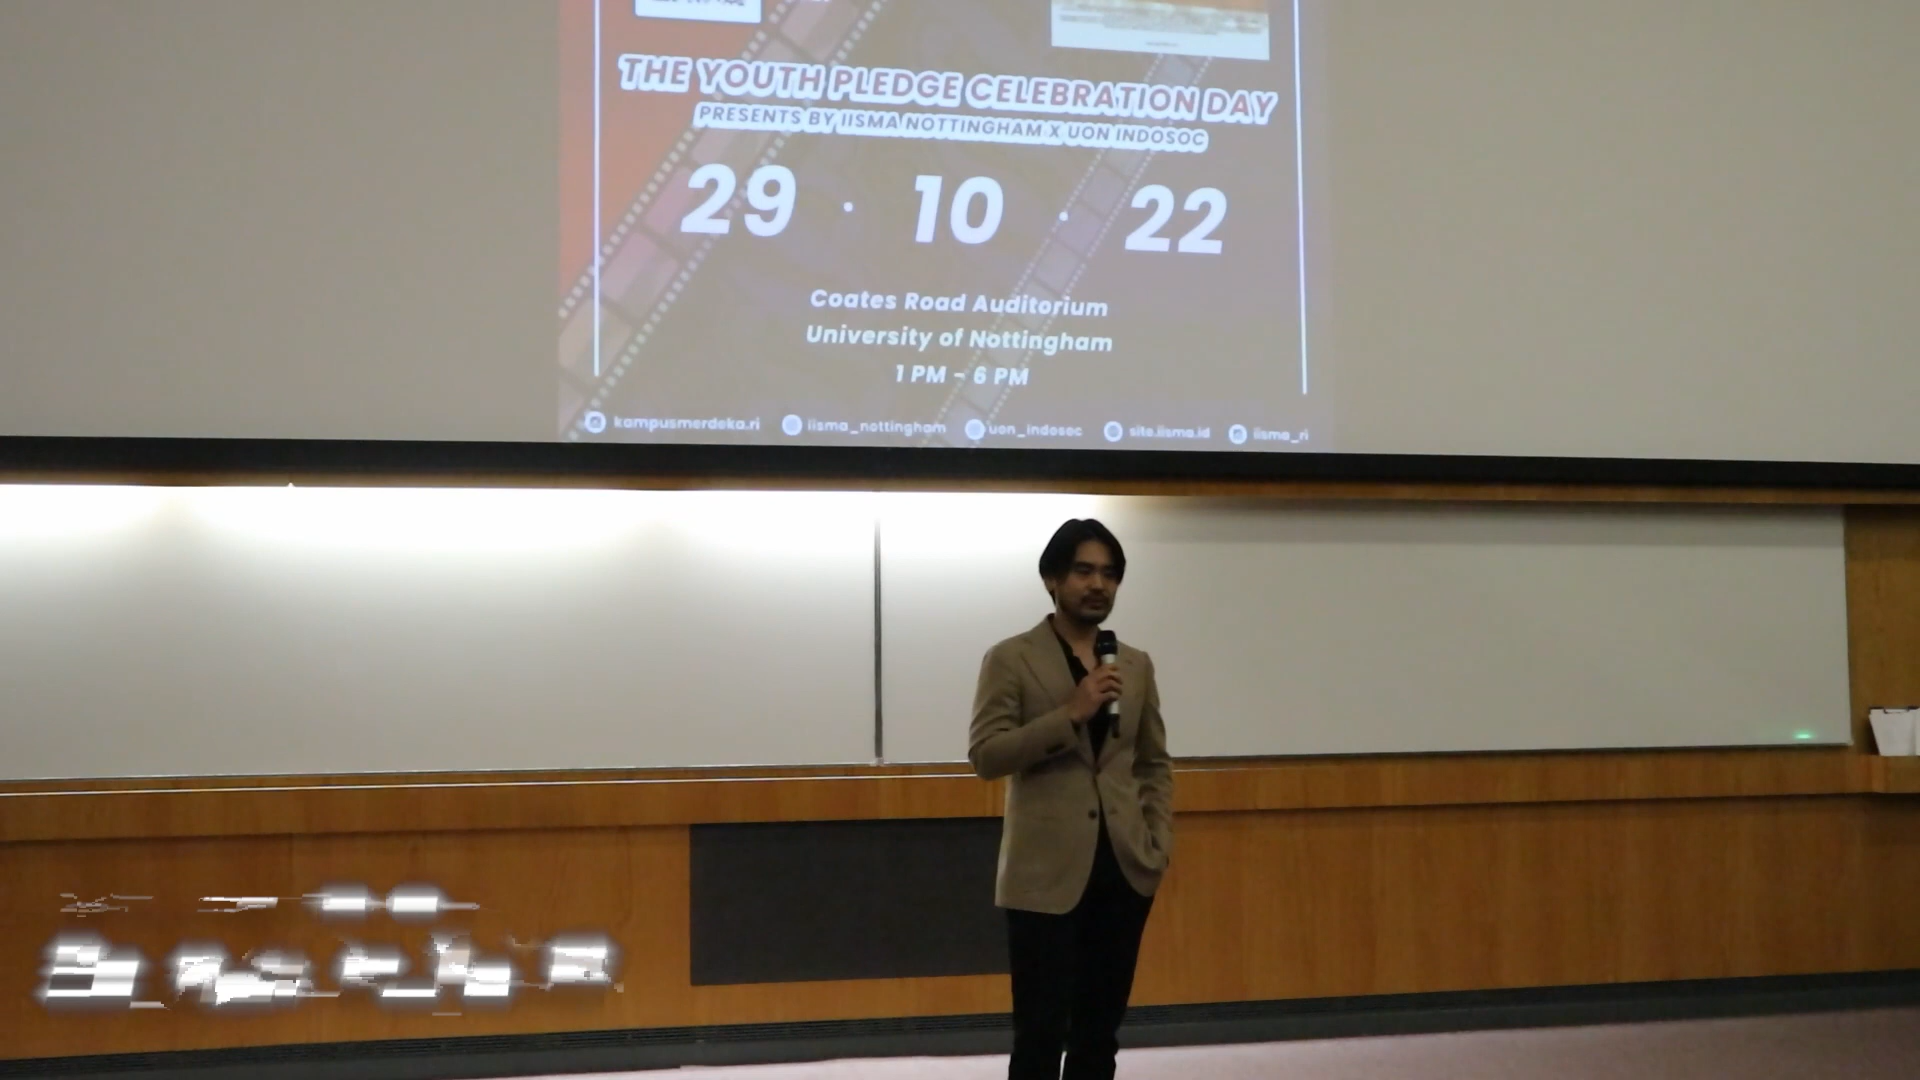 THE YOUTH PLEDGE CELEBRATION DAY
PRESENTS BY IISMA NOTTINGHAM X UON INDOSOC
29 · 10 · 22
Coates Road Auditorium
University of Nottingham
1 PM - 6 PM
kampusmerdeka.ri iisma_nottingham uon_indosoc site.iisma.id iisma_ri